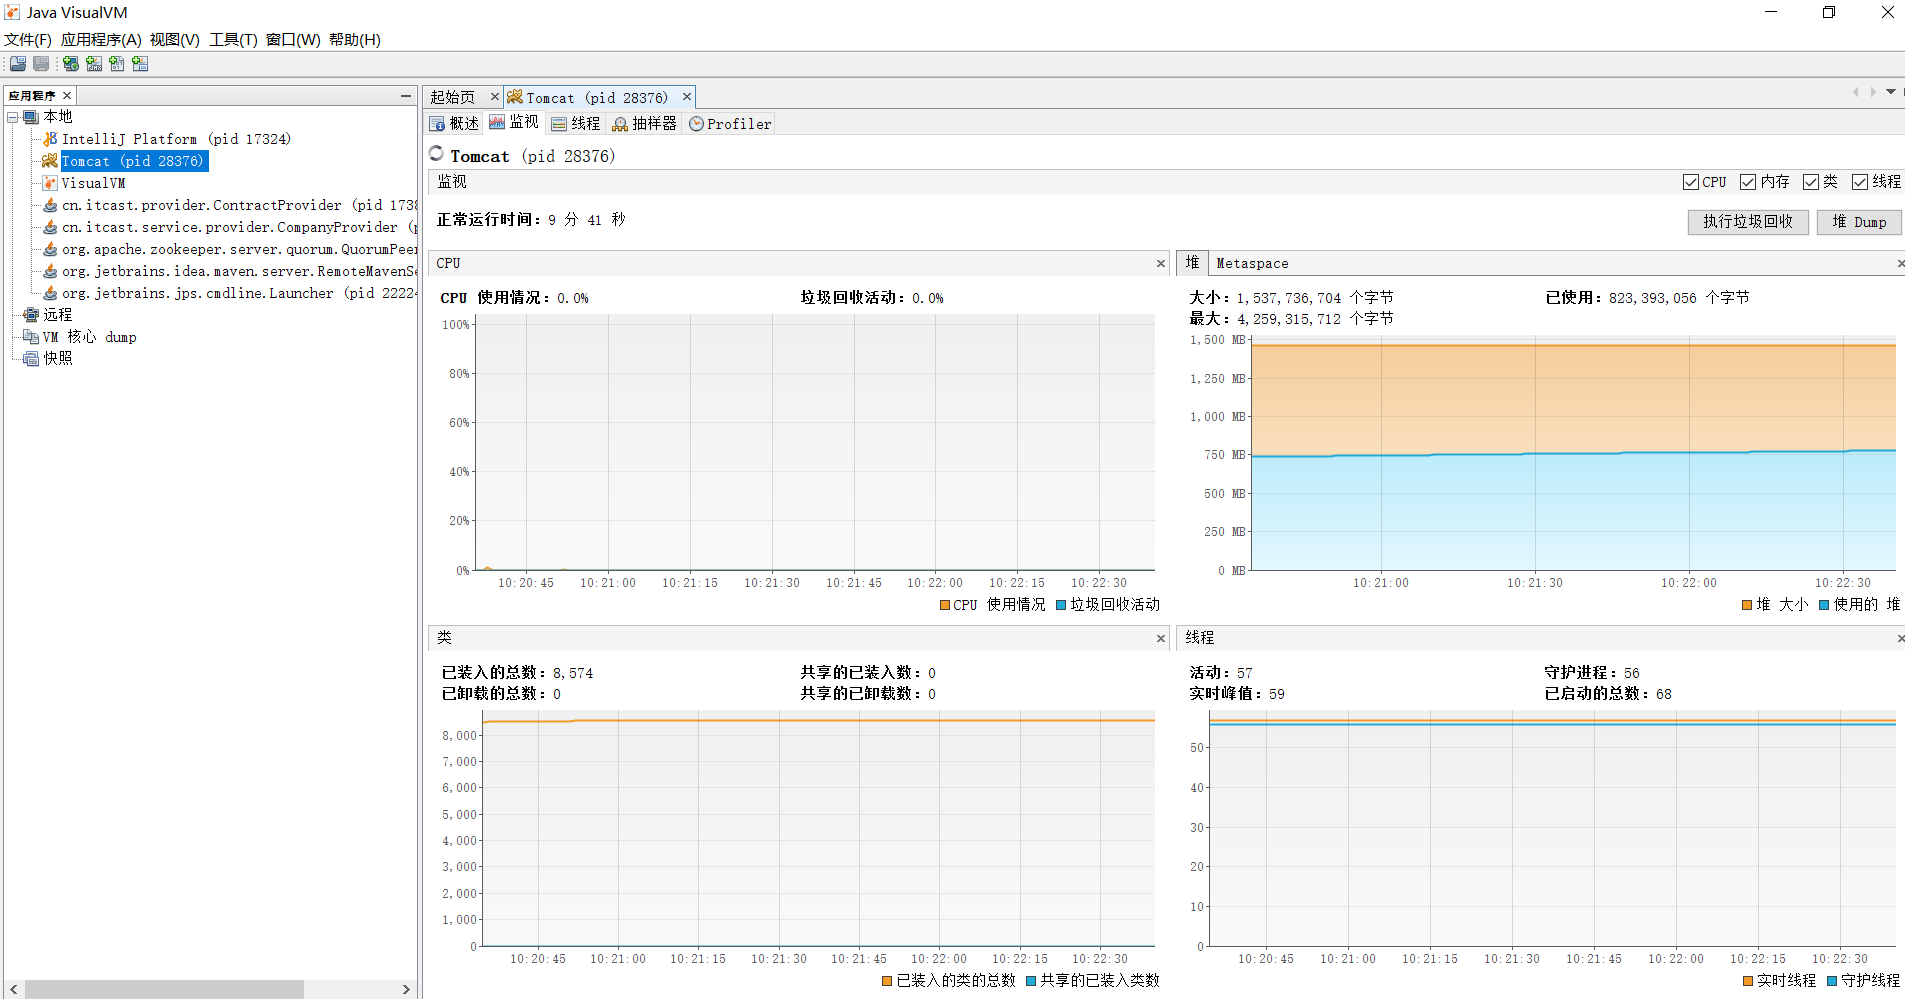 Java VisualVM
文件(F) 应用程序(A) 视图(V) 工具(T) 窗口(W) 帮助(H)
应用程序
本地
IntelliJ Platform (pid 17324)
Tomcat (pid 28376)
VisualVM
cn.itcast.provider.ContractProvider (pid 1738
cn.itcast.service.provider.CompanyProvider (p
org.apache.zookeeper.server.quorum.QuorumPeer
org.jetbrains.idea.maven.server.RemoteMavenSe
org.jetbrains.jps.cmdline.Launcher (pid 22224
远程
VM 核心 dump
快照
起始页 Tomcat (pid 28376)
概述 监视 线程 抽样器 Profiler
Tomcat (pid 28376)
监视 CPU 内存 类 线程
正常运行时间: 9 分 41 秒 执行垃圾回收 堆 Dump
CPU
CPU 使用情况: 0.0% 垃圾回收活动: 0.0%
100%
80%
60%
40%
20%
0%
10:20:45 10:21:00 10:21:15 10:21:30 10:21:45 10:22:00 10:22:15 10:22:30
CPU 使用情况 垃圾回收活动
堆 Metaspace
大小: 1,537,736,704 个字节 已使用: 823,393,056 个字节
最大: 4,259,315,712 个字节
1,500 MB
1,250 MB
1,000 MB
750 MB
500 MB
250 MB
0 MB
10:21:00 10:21:30 10:22:00 10:22:30
堆 大小 使用的 堆
类
已装入的总数: 8,574 共享的已装入数: 0
已卸载的总数: 0 共享的已卸载数: 0
8,000
7,000
6,000
5,000
4,000
3,000
2,000
1,000
0
10:20:45 10:21:00 10:21:15 10:21:30 10:21:45 10:22:00 10:22:15 10:22:30
已装入的类的总数 共享的已装入类数
线程
活动: 57 守护进程: 56
实时峰值: 59 已启动的总数: 68
50
40
30
20
10
0
10:20:45 10:21:00 10:21:15 10:21:30 10:21:45 10:22:00 10:22:15 10:22:30
实时线程 守护线程